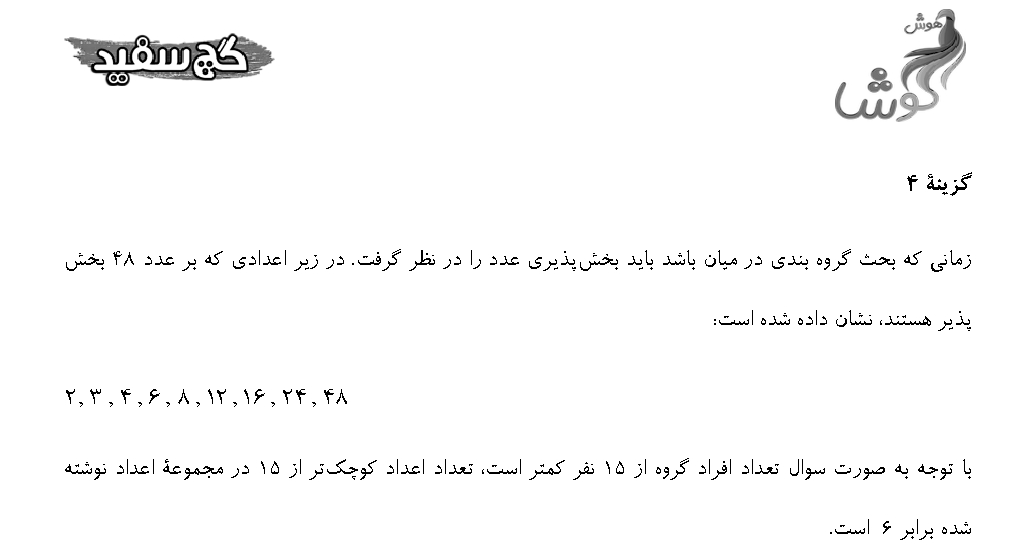 گچ سفید
هوش
گوشا
گزینهٔ ۴
زمانی که بحث گروه بندی در میان باشد باید بخش‌پذیری عدد را در نظر گرفت. در زیر اعدادی که بر عدد ۴۸ بخش
پذیر هستند، نشان داده شده است:
۲, ۳ , ۴ , ۶ , ۸ , ۱۲ , ۱۶ , ۲۴ , ۴۸
با توجه به صورت سوال تعداد افراد گروه از ۱۵ نفر کمتر است، تعداد اعداد کوچک‌تر از ۱۵ در مجموعهٔ اعداد نوشته
شده برابر ۶ است.